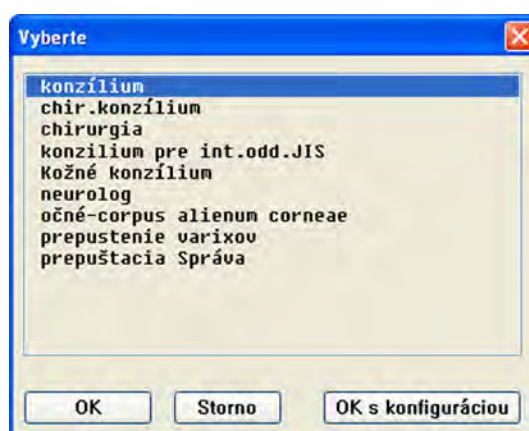 Vyberte
konzílium
chir.konzílium
chirurgia
konzilium pre int.odd.JIS
Kožné konzílium
neurolog
očné-corpus alienum corneae
prepustenie varixov
prepuštacia Správa
OK
Storno
OK s konfiguráciou